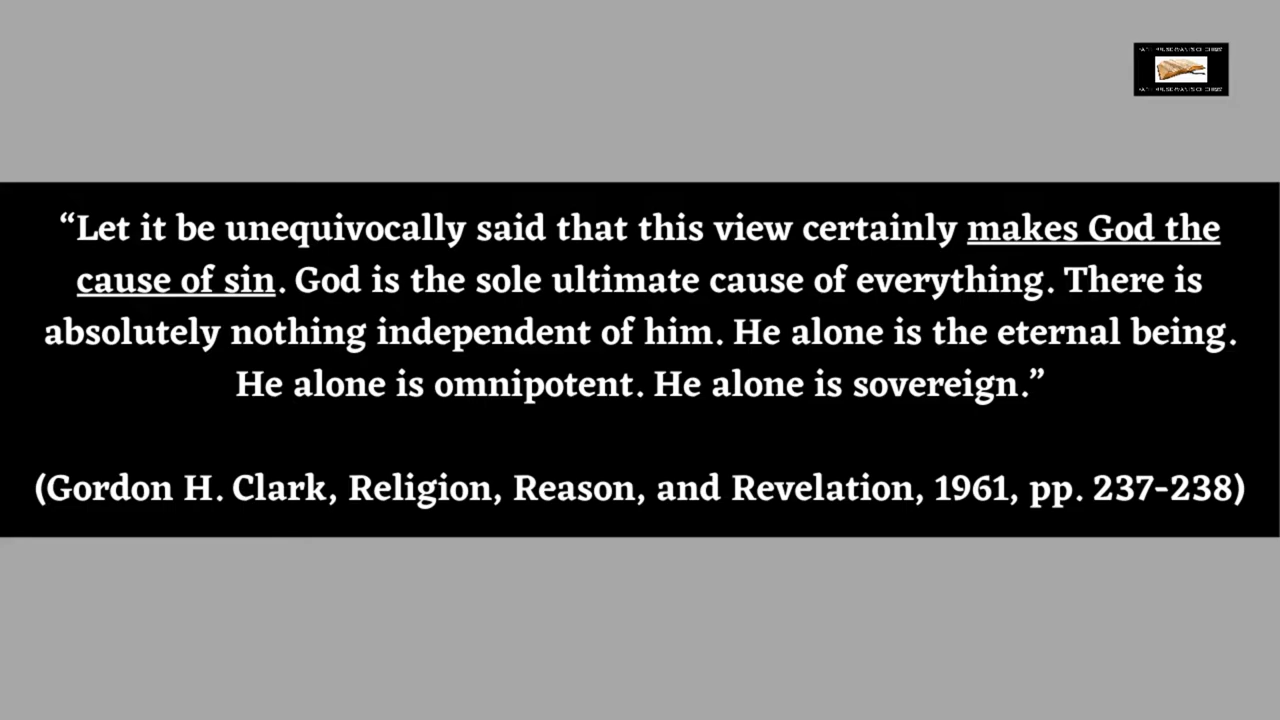 “Let it be unequivocally said that this view certainly makes God the
cause of sin. God is the sole ultimate cause of everything. There is
absolutely nothing independent of him. He alone is the eternal being.
He alone is omnipotent. He alone is sovereign.”
(Gordon H. Clark, Religion, Reason, and Revelation, 1961, pp. 237-238)